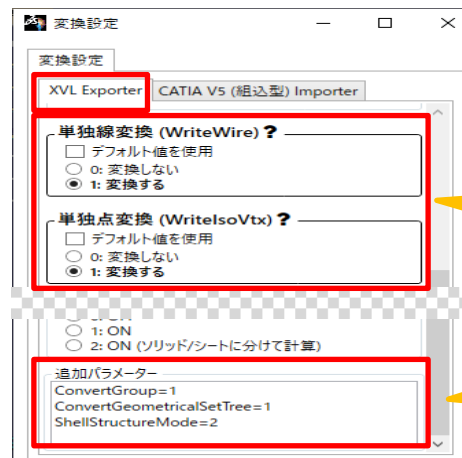 変換設定
変換設定
XVL Exporter
CATIA V5 (組込型) Importer
単独線変換 (WriteWire) ?
デフォルト値を使用
0: 変換しない
1: 変換する
単独点変換 (WriteIsoVtx) ?
デフォルト値を使用
0: 変換しない
1: 変換する
1: ON
2: ON (ソリッド/シートに分けて計算)
追加パラメーター
ConvertGroup=1
ConvertGeometricalSetTree=1
ShellStructureMode=2